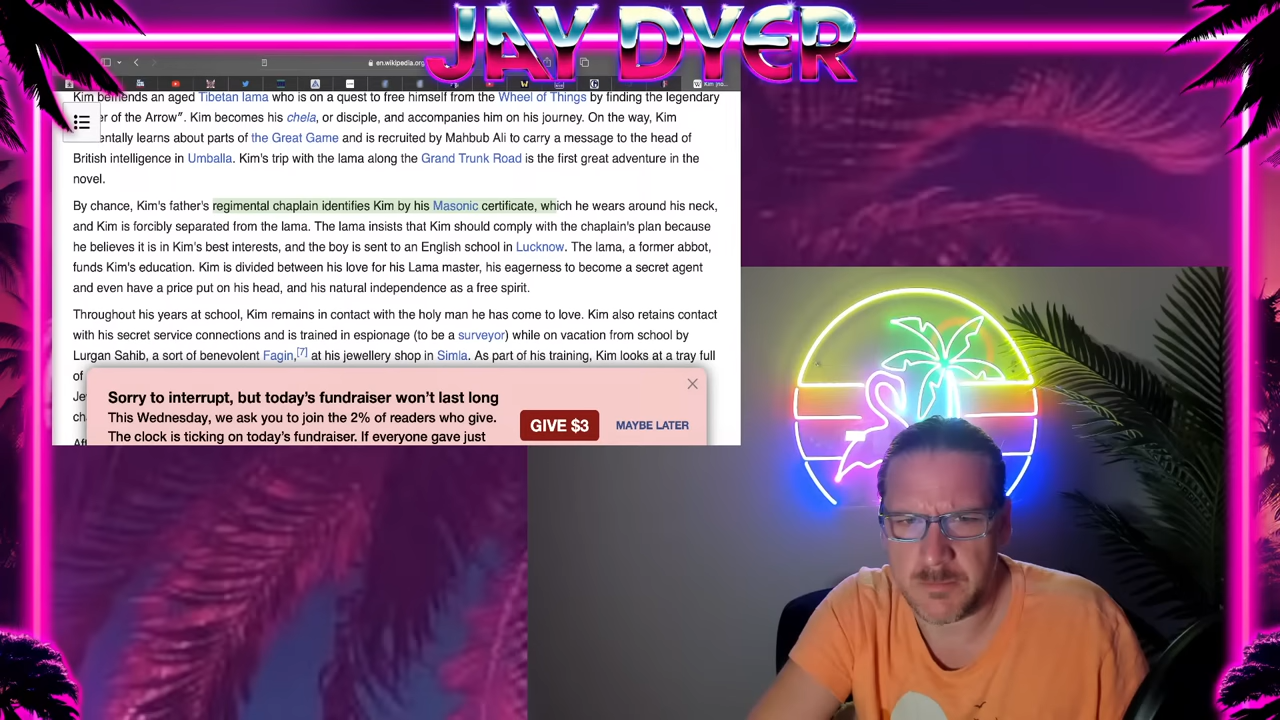 JAY DYER
en.wikipedia.org
Kim (no...
Kim befriends an aged Tibetan lama who is on a quest to free himself from the Wheel of Things by finding the legendary
er of the Arrow". Kim becomes his chela, or disciple, and accompanies him on his journey. On the way, Kim
entally learns about parts of the Great Game and is recruited by Mahbub Ali to carry a message to the head of
British intelligence in Umballa. Kim's trip with the lama along the Grand Trunk Road is the first great adventure in the
novel.
By chance, Kim's father's regimental chaplain identifies Kim by his Masonic certificate, which he wears around his neck,
and Kim is forcibly separated from the lama. The lama insists that Kim should comply with the chaplain's plan because
he believes it is in Kim's best interests, and the boy is sent to an English school in Lucknow. The lama, a former abbot,
funds Kim's education. Kim is divided between his love for his Lama master, his eagerness to become a secret agent
and even have a price put on his head, and his natural independence as a free spirit.
Throughout his years at school, Kim remains in contact with the holy man he has come to love. Kim also retains contact
with his secret service connections and is trained in espionage (to be a surveyor) while on vacation from school by
Lurgan Sahib, a sort of benevolent Fagin,[7] at his jewellery shop in Simla. As part of his training, Kim looks at a tray full
of
Je
ch
Sorry to interrupt, but today's fundraiser won't last long
This Wednesday, we ask you to join the 2% of readers who give.
The clock is ticking on today's fundraiser. If everyone gave just
GIVE $3
MAYBE LATER